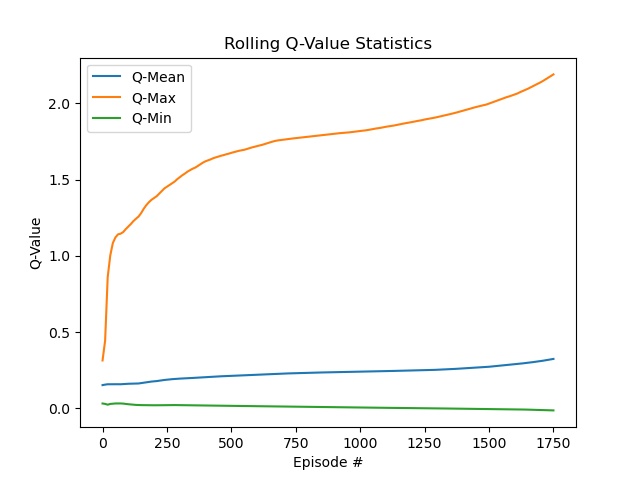 Rolling Q-Value Statistics
Q-Mean
Q-Max
Q-Min
2.0
1.5
1.0
0.5
0.0
Q-Value
0 250 500 750 1000 1250 1500 1750
Episode #